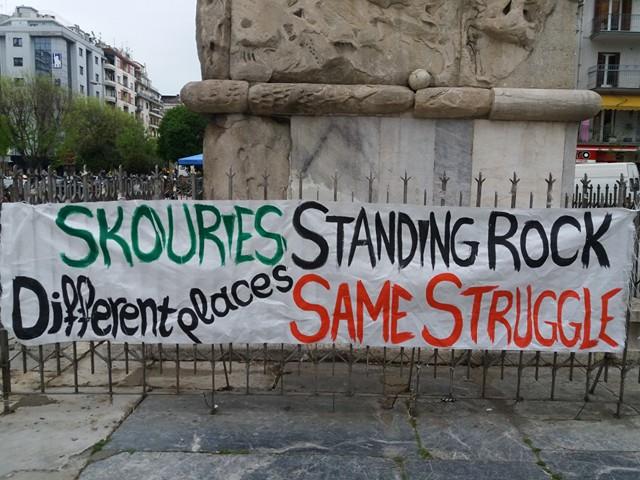 SKOURIES STANDING ROCK
Different places SAME STRUGGLE